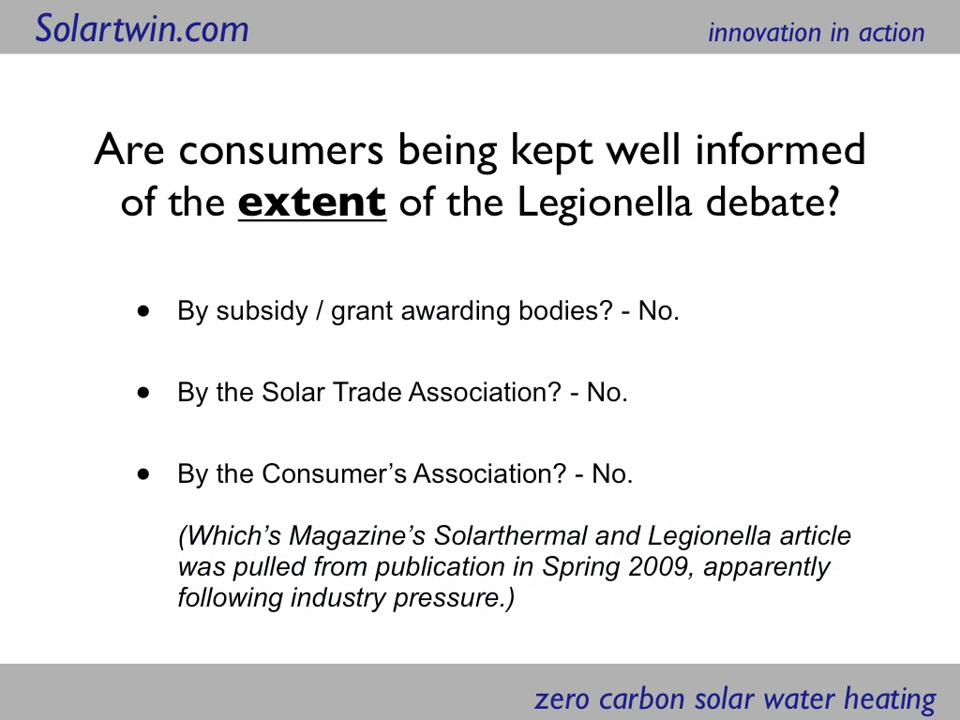 Solartwin.com
innovation in action
Are consumers being kept well informed
of the extent of the Legionella debate?
• By subsidy / grant awarding bodies? - No.
• By the Solar Trade Association? - No.
• By the Consumer's Association? - No.
(Which's Magazine's Solarthermal and Legionella article
was pulled from publication in Spring 2009, apparently
following industry pressure.)
zero carbon solar water heating